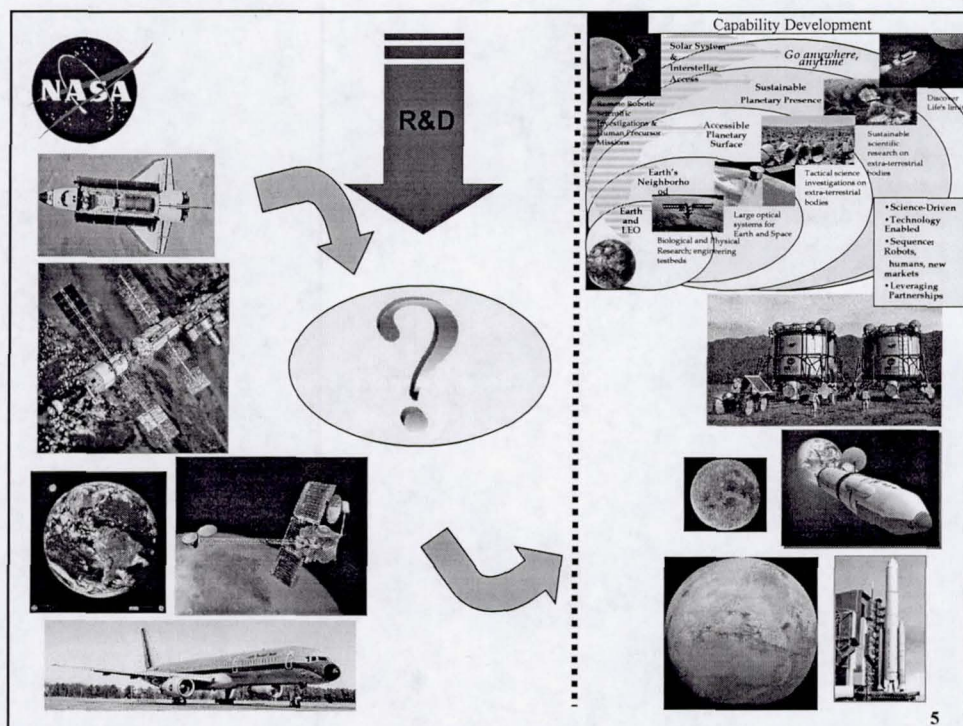 NASA
R&D
Capability Development
Solar System
&
Interstellar
Access
Go anywhere,
anytime
Remote Robotic
Scientific
Investigations &
Human Precursor
Missions
Sustainable
Planetary Presence
Discover
Life's
Accessible
Planetary
Surface
Sustainable
scientific
research on
extra-terrestrial
bodies
Earth's
Neighborho
od
Tactical science
investigations on
extra-terrestrial
bodies
Earth
and
LEO
Large optical
systems for
Earth and Space
Biological and Physical
Research; engineering
testbeds
• Science-Driven
• Technology
Enabled
• Sequence:
Robots,
humans, new
markets
• Leveraging
Partnerships
5